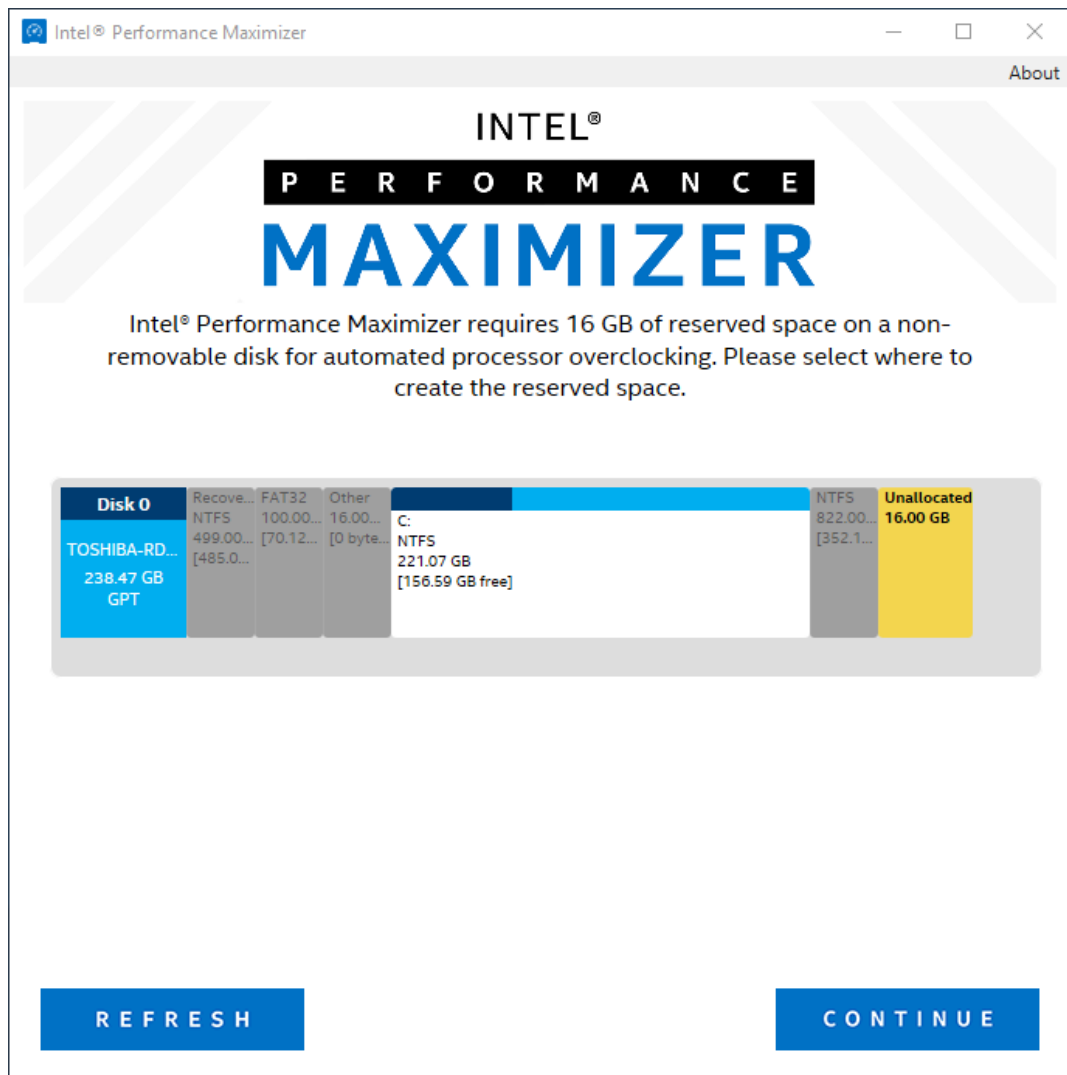 Intel® Performance Maximizer
About
INTEL®
PERFORMANCE
MAXIMIZER
Intel® Performance Maximizer requires 16 GB of reserved space on a non-
removable disk for automated processor overclocking. Please select where to
create the reserved space.
Disk 0
TOSHIBA-RD...
238.47 GB
GPT
Recove...
NTFS
499.00...
[485.0...
FAT32
100.00...
[70.12...
Other
16.00...
[0 byte...
C:
NTFS
221.07 GB
[156.59 GB free]
NTFS
822.00...
[352.1...
Unallocated
16.00 GB
REFRESH
CONTINUE